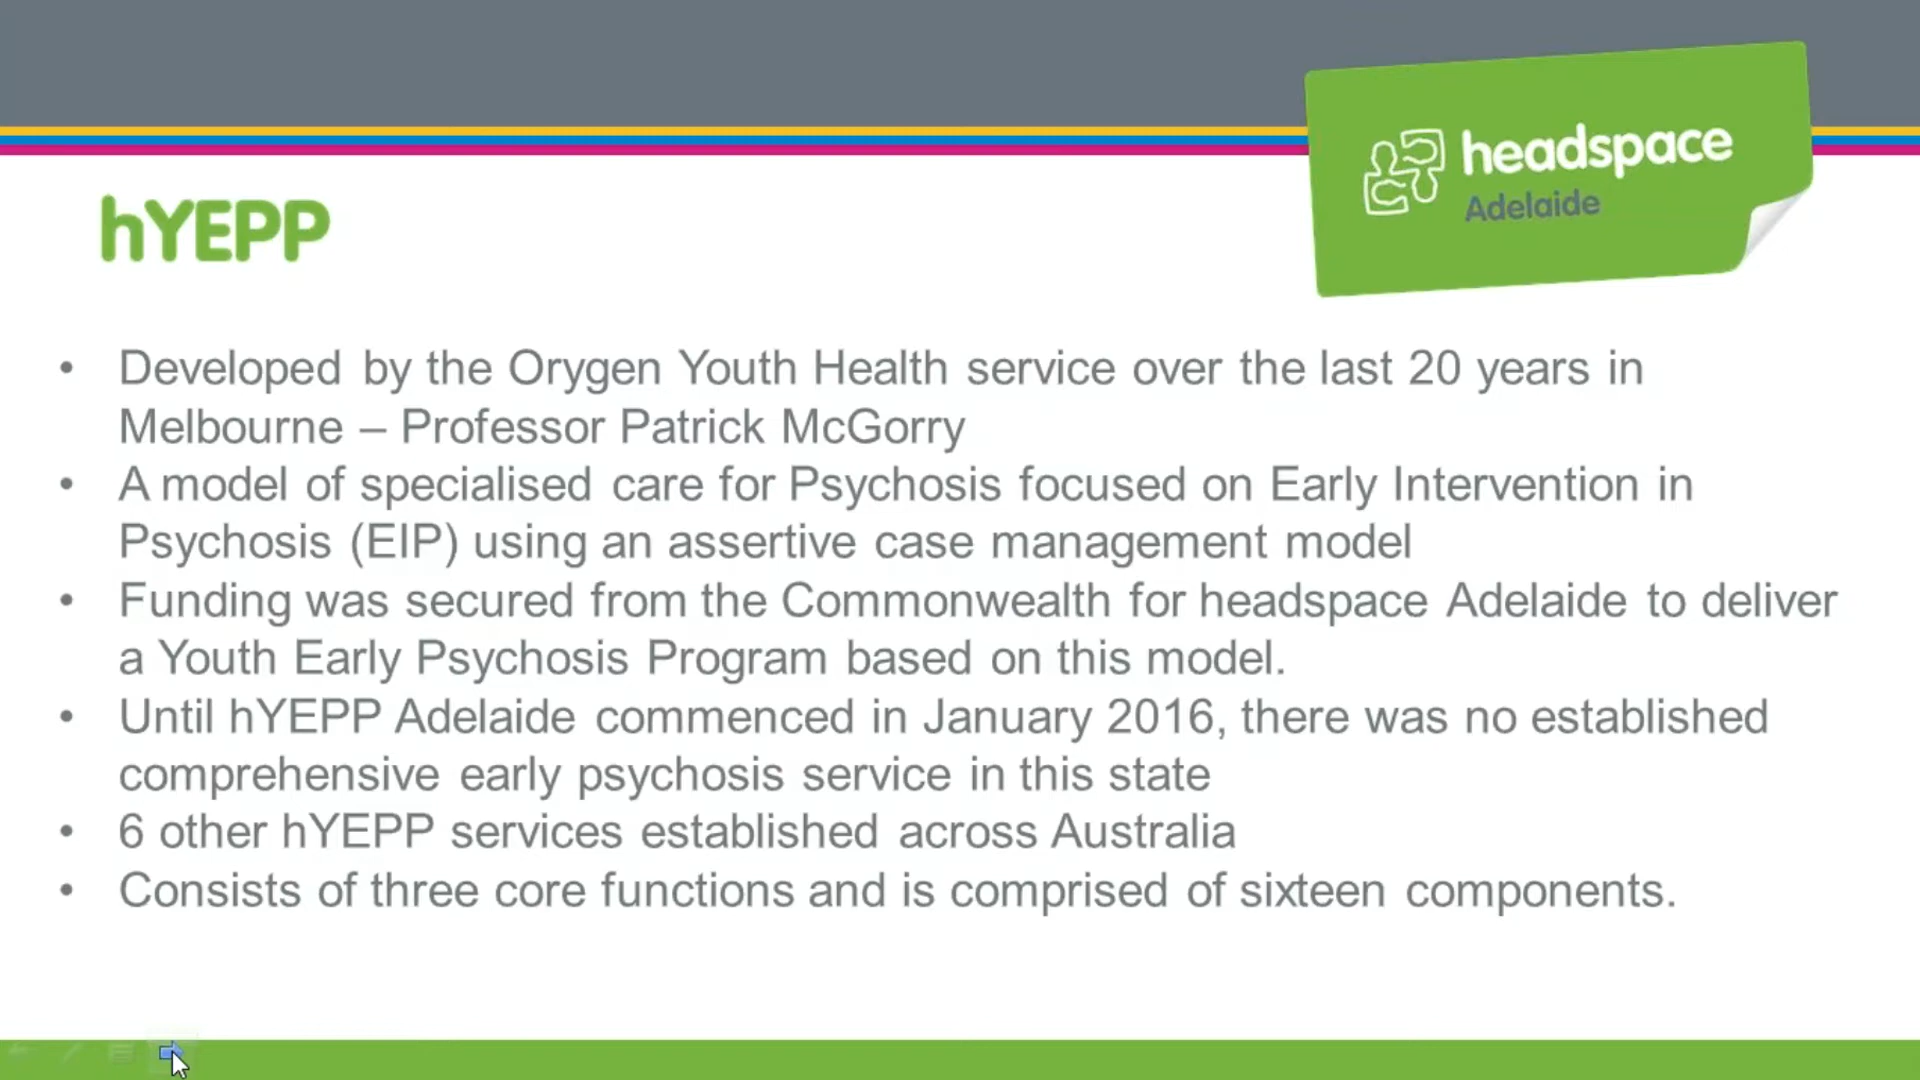 headspace
Adelaide
hYEPP
• Developed by the Orygen Youth Health service over the last 20 years in
Melbourne – Professor Patrick McGorry
• A model of specialised care for Psychosis focused on Early Intervention in
Psychosis (EIP) using an assertive case management model
• Funding was secured from the Commonwealth for headspace Adelaide to deliver
a Youth Early Psychosis Program based on this model.
• Until hYEPP Adelaide commenced in January 2016, there was no established
comprehensive early psychosis service in this state
• 6 other hYEPP services established across Australia
• Consists of three core functions and is comprised of sixteen components.